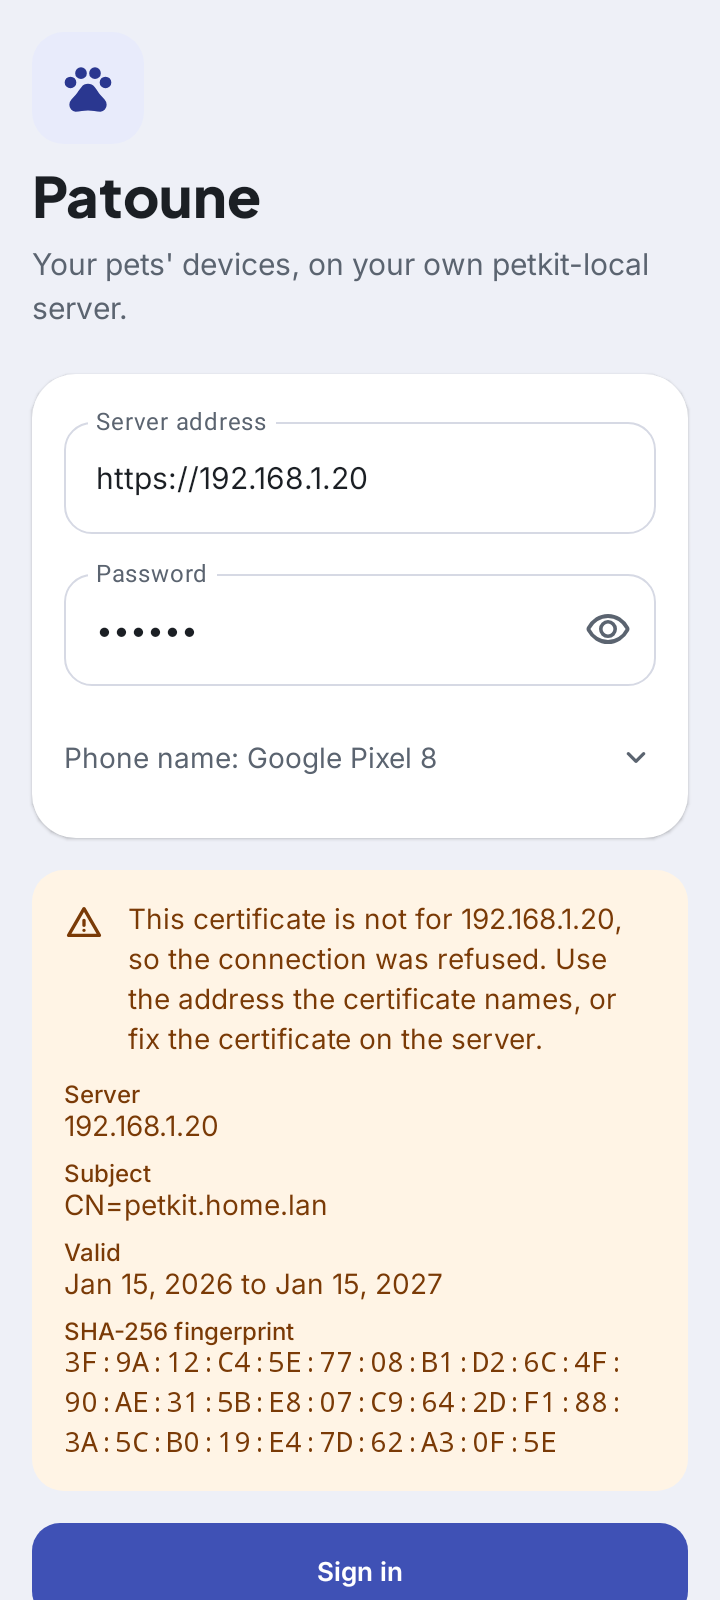 Patoune
Your pets' devices, on your own petkit-local
server.
Server address
https://192.168.1.20
Password
••••••
Phone name: Google Pixel 8
This certificate is not for 192.168.1.20,
so the connection was refused. Use
the address the certificate names, or
fix the certificate on the server.
Server
192.168.1.20
Subject
CN=petkit.home.lan
Valid
Jan 15, 2026 to Jan 15, 2027
SHA-256 fingerprint
3F:9A:12:C4:5E:77:08:B1:D2:6C:4F:
90:AE:31:5B:E8:07:C9:64:2D:F1:88:
3A:5C:B0:19:E4:7D:62:A3:0F:5E
Sign in